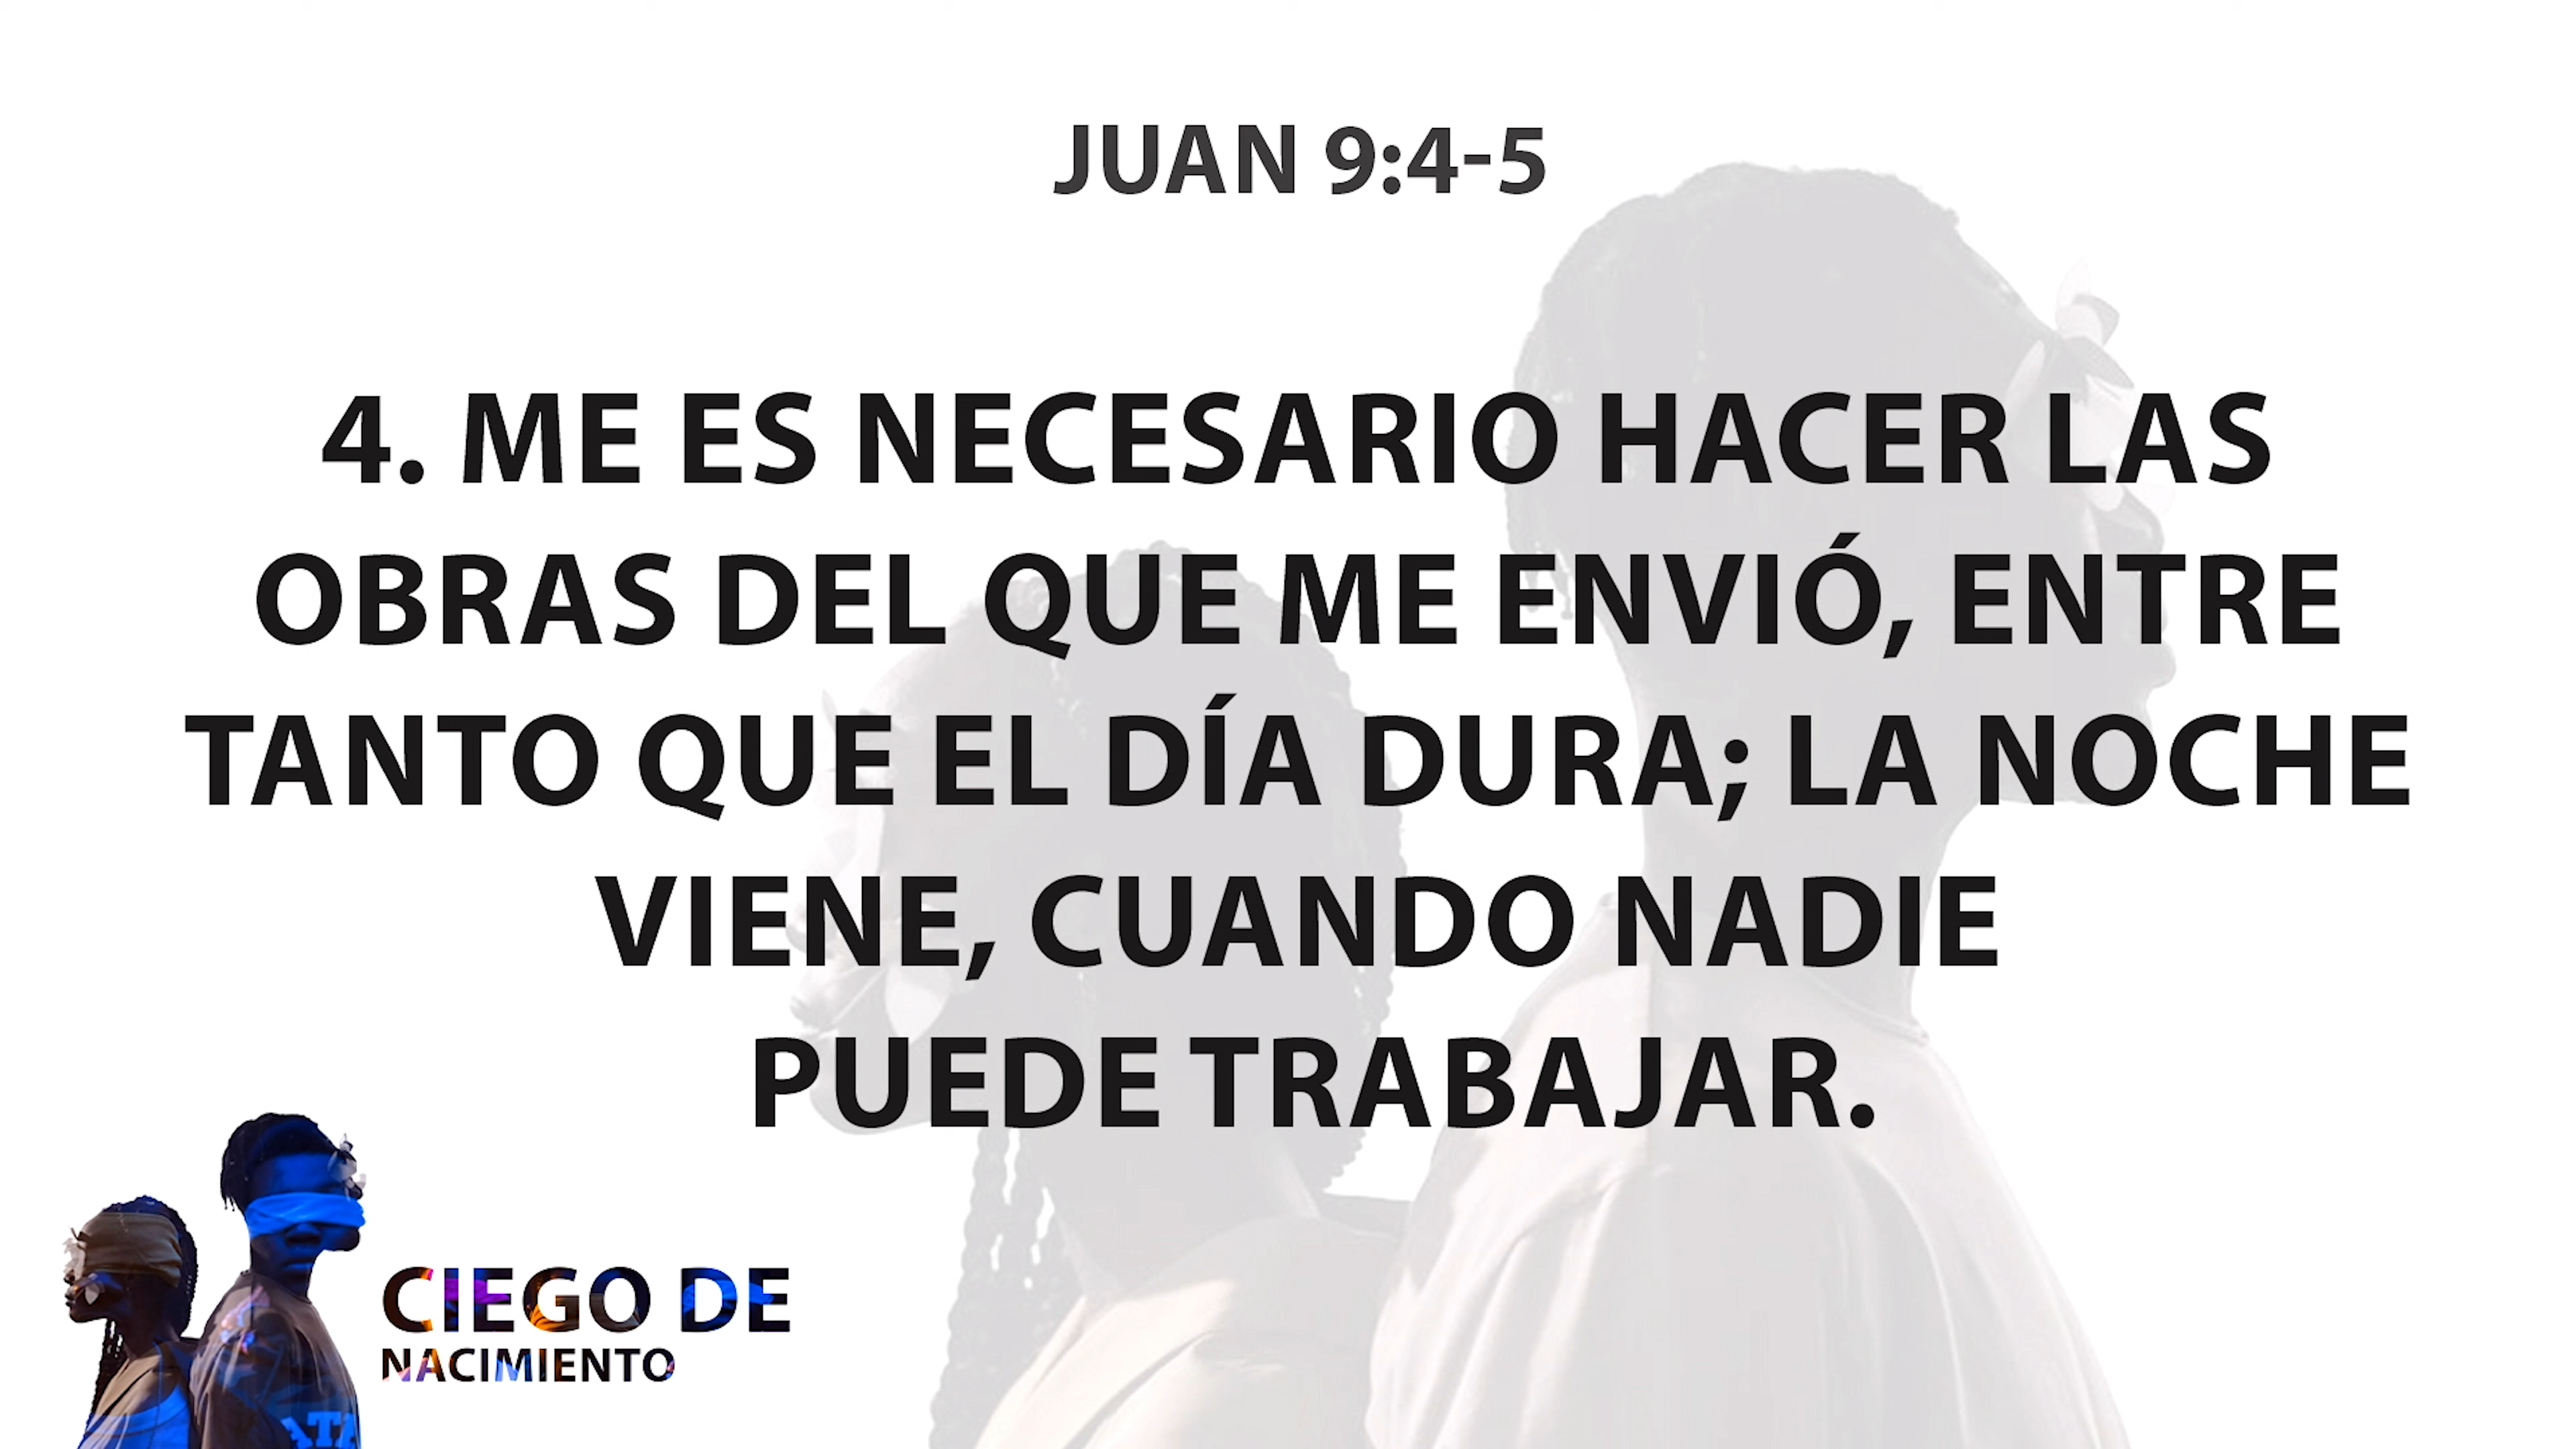 JUAN 9:4-5
4. ME ES NECESARIO HACER LAS
OBRAS DEL QUE ME ENVIÓ, ENTRE
TANTO QUE EL DÍA DURA; LA NOCHE
VIENE, CUANDO NADIE
PUEDE TRABAJAR.
CIEGO DE
NACIMIENTO